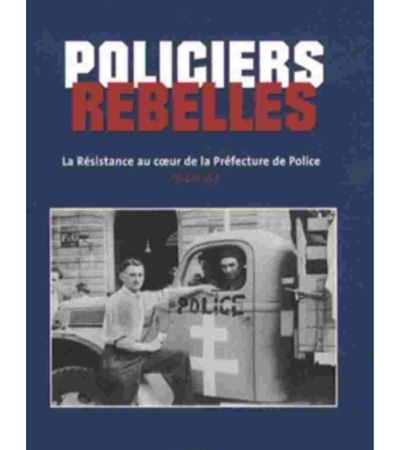 POLICIERS
REBELLES
La Résistance au cœur de la Préfecture de Police
POLICE